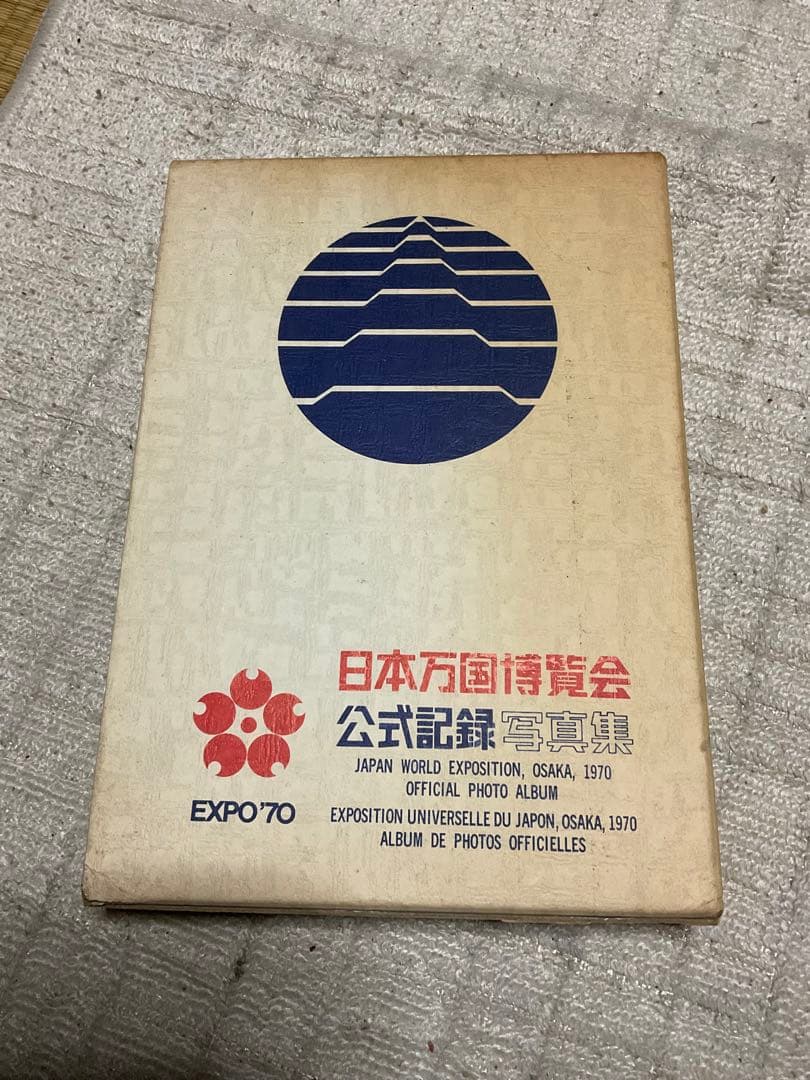 日本万国博覧会
公式記録写真集
JAPAN WORLD EXPOSITION, OSAKA, 1970
OFFICIAL PHOTO ALBUM
EXPO'70
EXPOSITION UNIVERSELLE DU JAPON, OSAKA, 1970
ALBUM DE PHOTOS OFFICIELLES